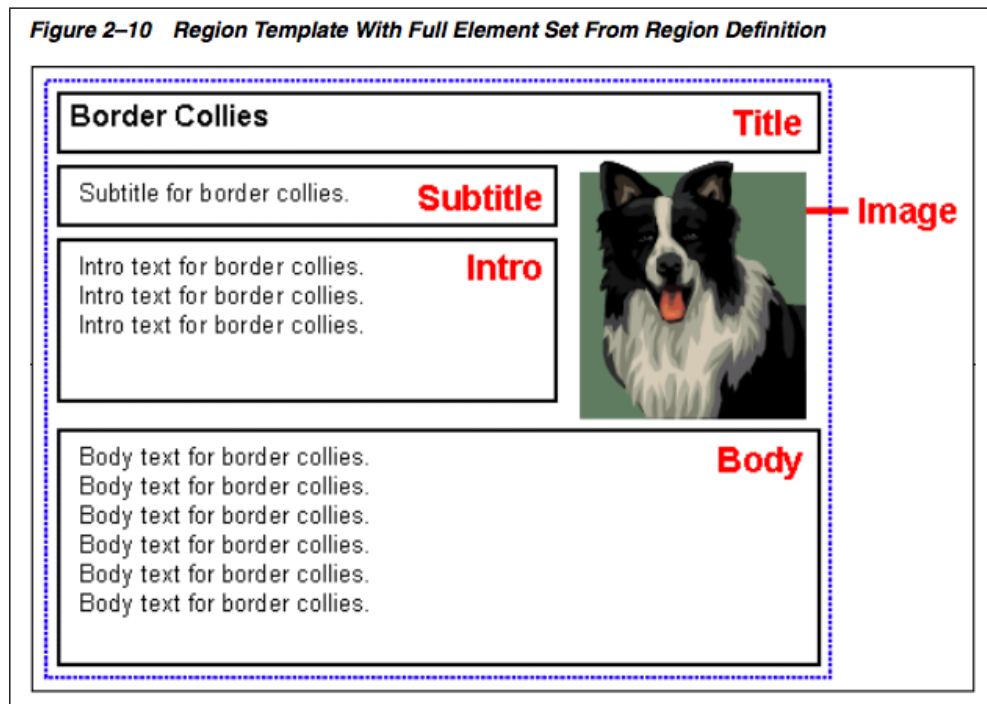 Figure 2–10 Region Template With Full Element Set From Region Definition
Border Collies
Title
Subtitle for border collies.
Subtitle
Image
Intro text for border collies.
Intro text for border collies.
Intro text for border collies.
Intro
Body text for border collies.
Body text for border collies.
Body text for border collies.
Body text for border collies.
Body text for border collies.
Body text for border collies.
Body